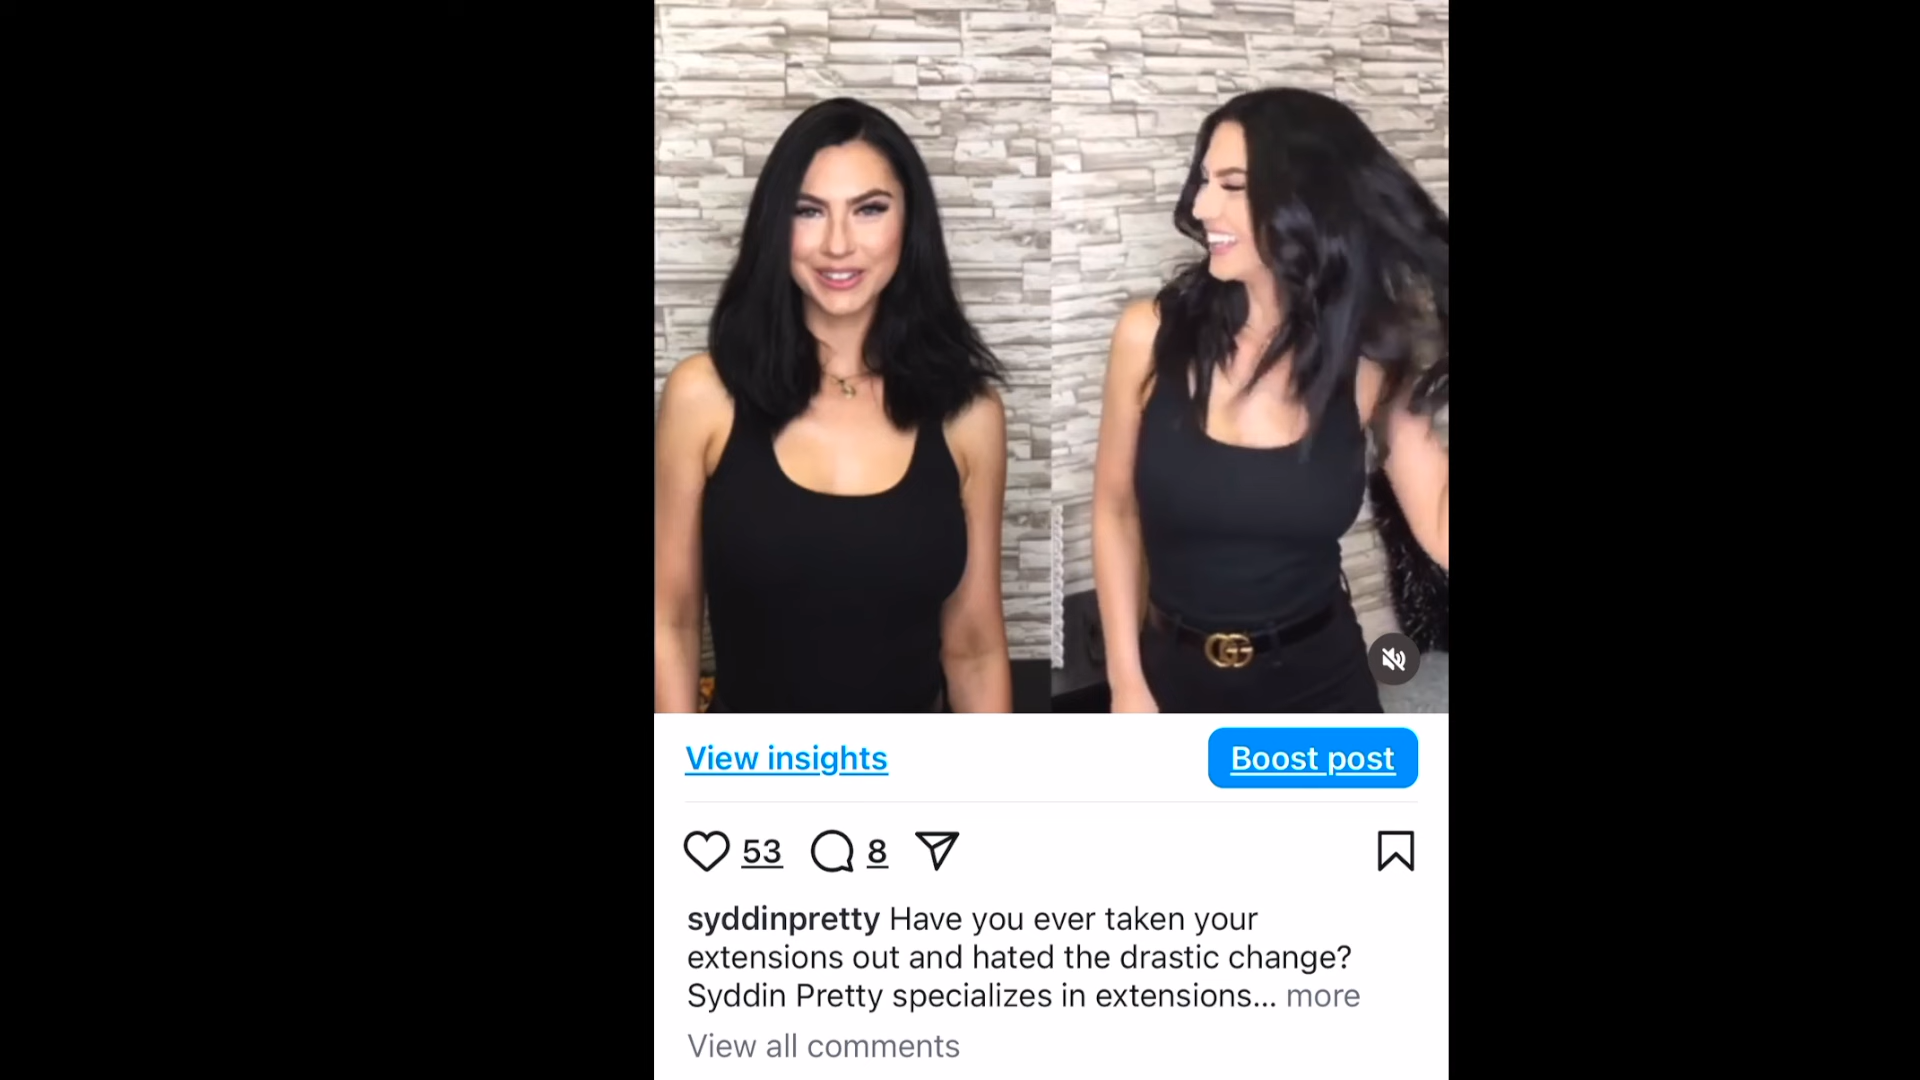 View insights
Boost post
53
8
syddinpretty Have you ever taken your
extensions out and hated the drastic change?
Syddin Pretty specializes in extensions... more
View all comments